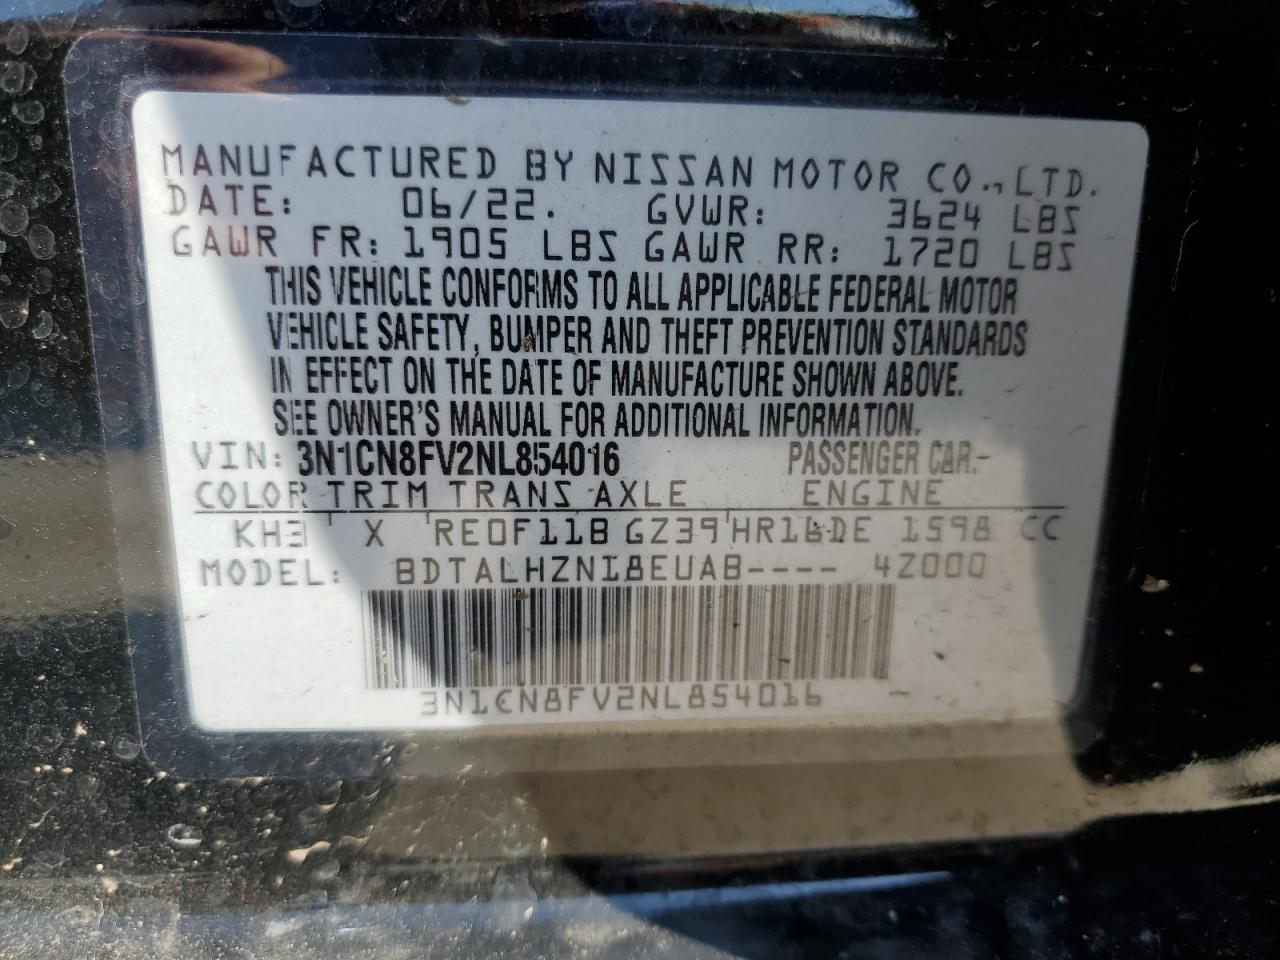 MANUFACTURED BY NISSAN MOTOR CO., LTD.
DATE: 06/22. GVWR: 3624 LBS
GAWR FR: 1905 LBS GAWR RR: 1720 LBS
THIS VEHICLE CONFORMS TO ALL APPLICABLE FEDERAL MOTOR
VEHICLE SAFETY, BUMPER AND THEFT PREVENTION STANDARDS
IN EFFECT ON THE DATE OF MANUFACTURE SHOWN ABOVE.
SEE OWNER'S MANUAL FOR ADDITIONAL INFORMATION.
VIN: 3N1CN8FV2NL854016 PASSENGER CAR
COLOR TRIM TRANS AXLE ENGINE
KH3 X RE0F11B GZ39 HR16DE 1598 CC
MODEL: BDTALHZNI8EUAB---- 4Z000
3N1CN8FV2NL854016